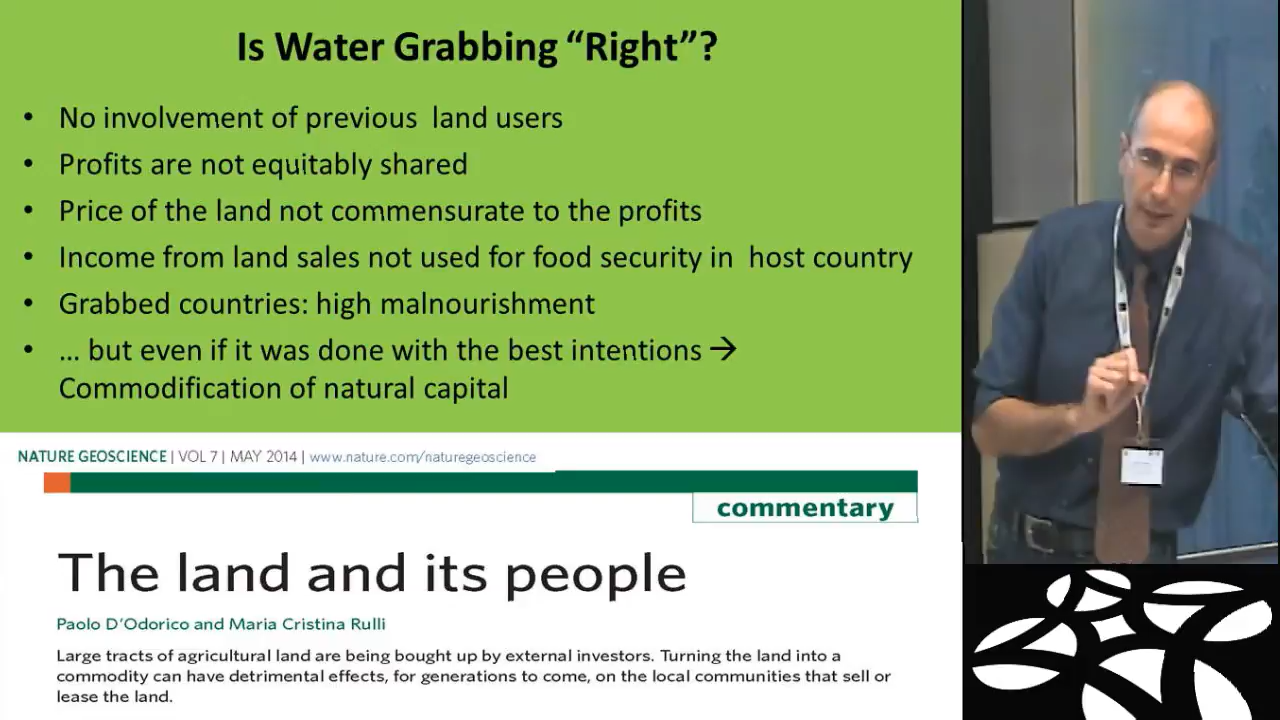 Is Water Grabbing “Right”?
• No involvement of previous land users
• Profits are not equitably shared
• Price of the land not commensurate to the profits
• Income from land sales not used for food security in host country
• Grabbed countries: high malnourishment
• ... but even if it was done with the best intentions →
Commodification of natural capital
NATURE GEOSCIENCE | VOL 7 | MAY 2014 | www.nature.com/naturegeoscience
commentary
The land and its people
Paolo D’Odorico and Maria Cristina Rulli
Large tracts of agricultural land are being bought up by external investors. Turning the land into a
commodity can have detrimental effects, for generations to come, on the local communities that sell or
lease the land.